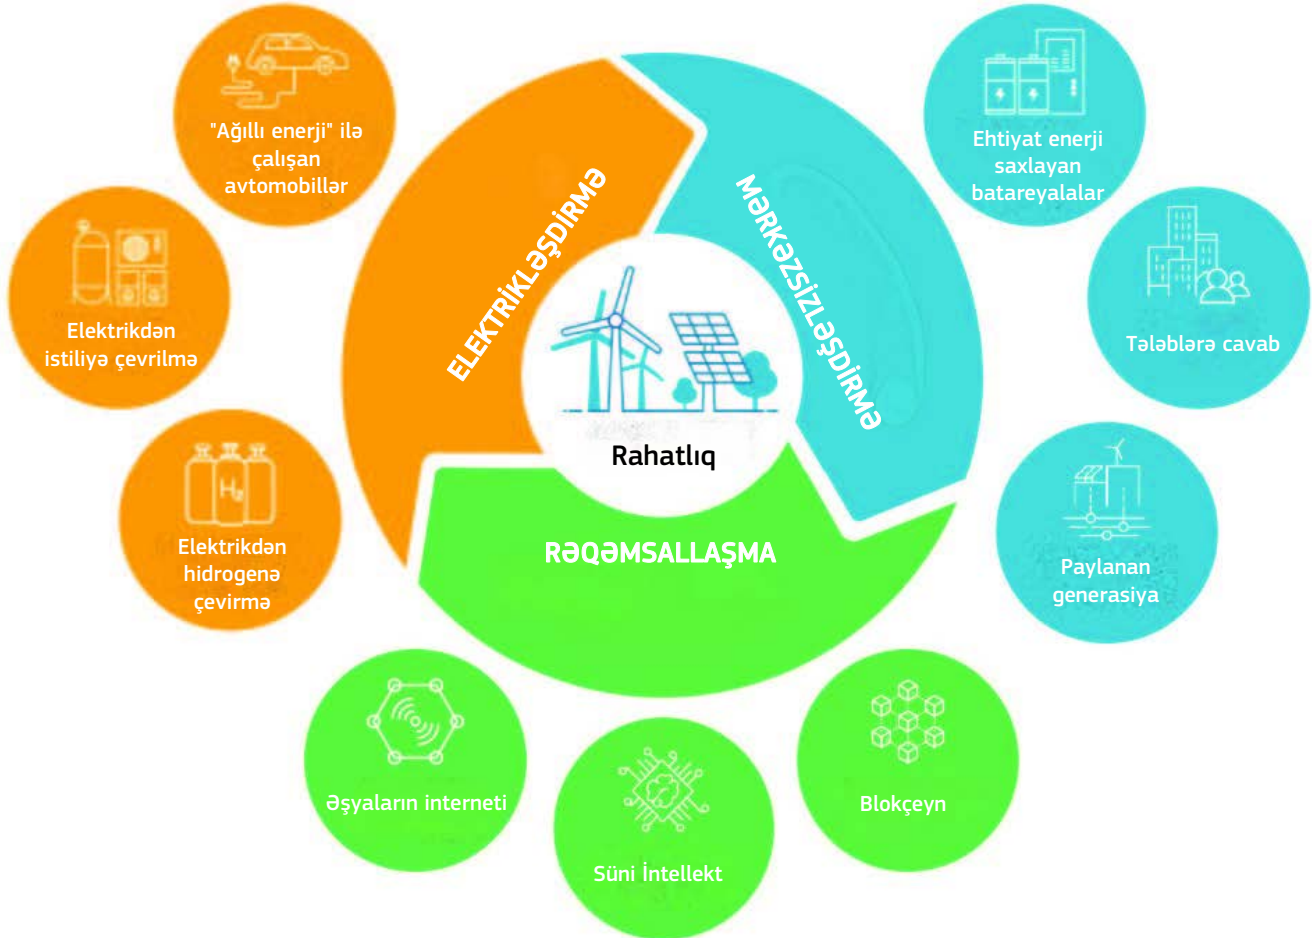 "Ağıllı enerji" ilə
çalışan
avtomobillər
Elektrikdən
istiliyə çevrilmə
Elektrikdən
hidrogenə
çevirmə
H₂
ELEKTRİKLƏŞDİRMƏ
MƏRKƏZSİZLƏŞDİRMƏ
RƏQƏMSALLAŞMA
Rahatlıq
Ehtiyat enerji
saxlayan
batareyalalar
Tələblərə cavab
Paylanan
generasiya
Əşyaların interneti
Süni İntellekt
Blokçeyn